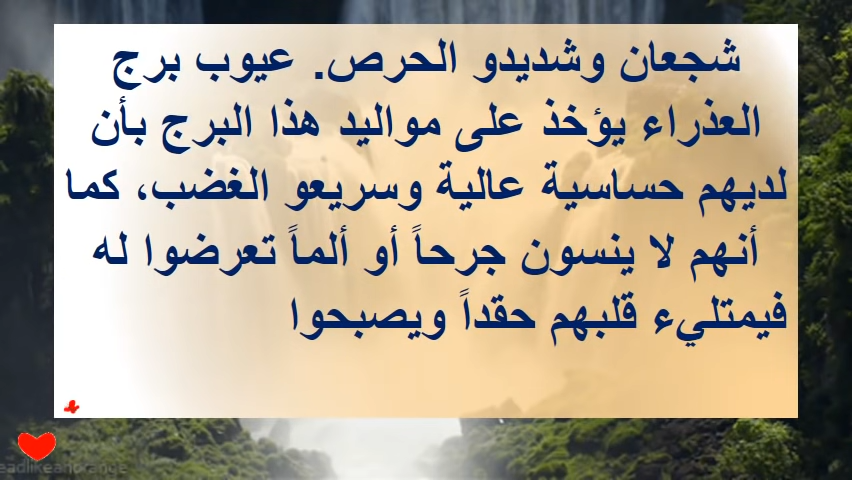 شجعان وشديدو الحرص. عيوب برج
العذراء يؤخذ على مواليد هذا البرج بأن
لديهم حساسية عالية وسريعو الغضب، كما
أنهم لا ينسون جرحاً أو ألماً تعرضوا له
فيمتليء قلبهم حقداً ويصبحوا
eadlikeanorange